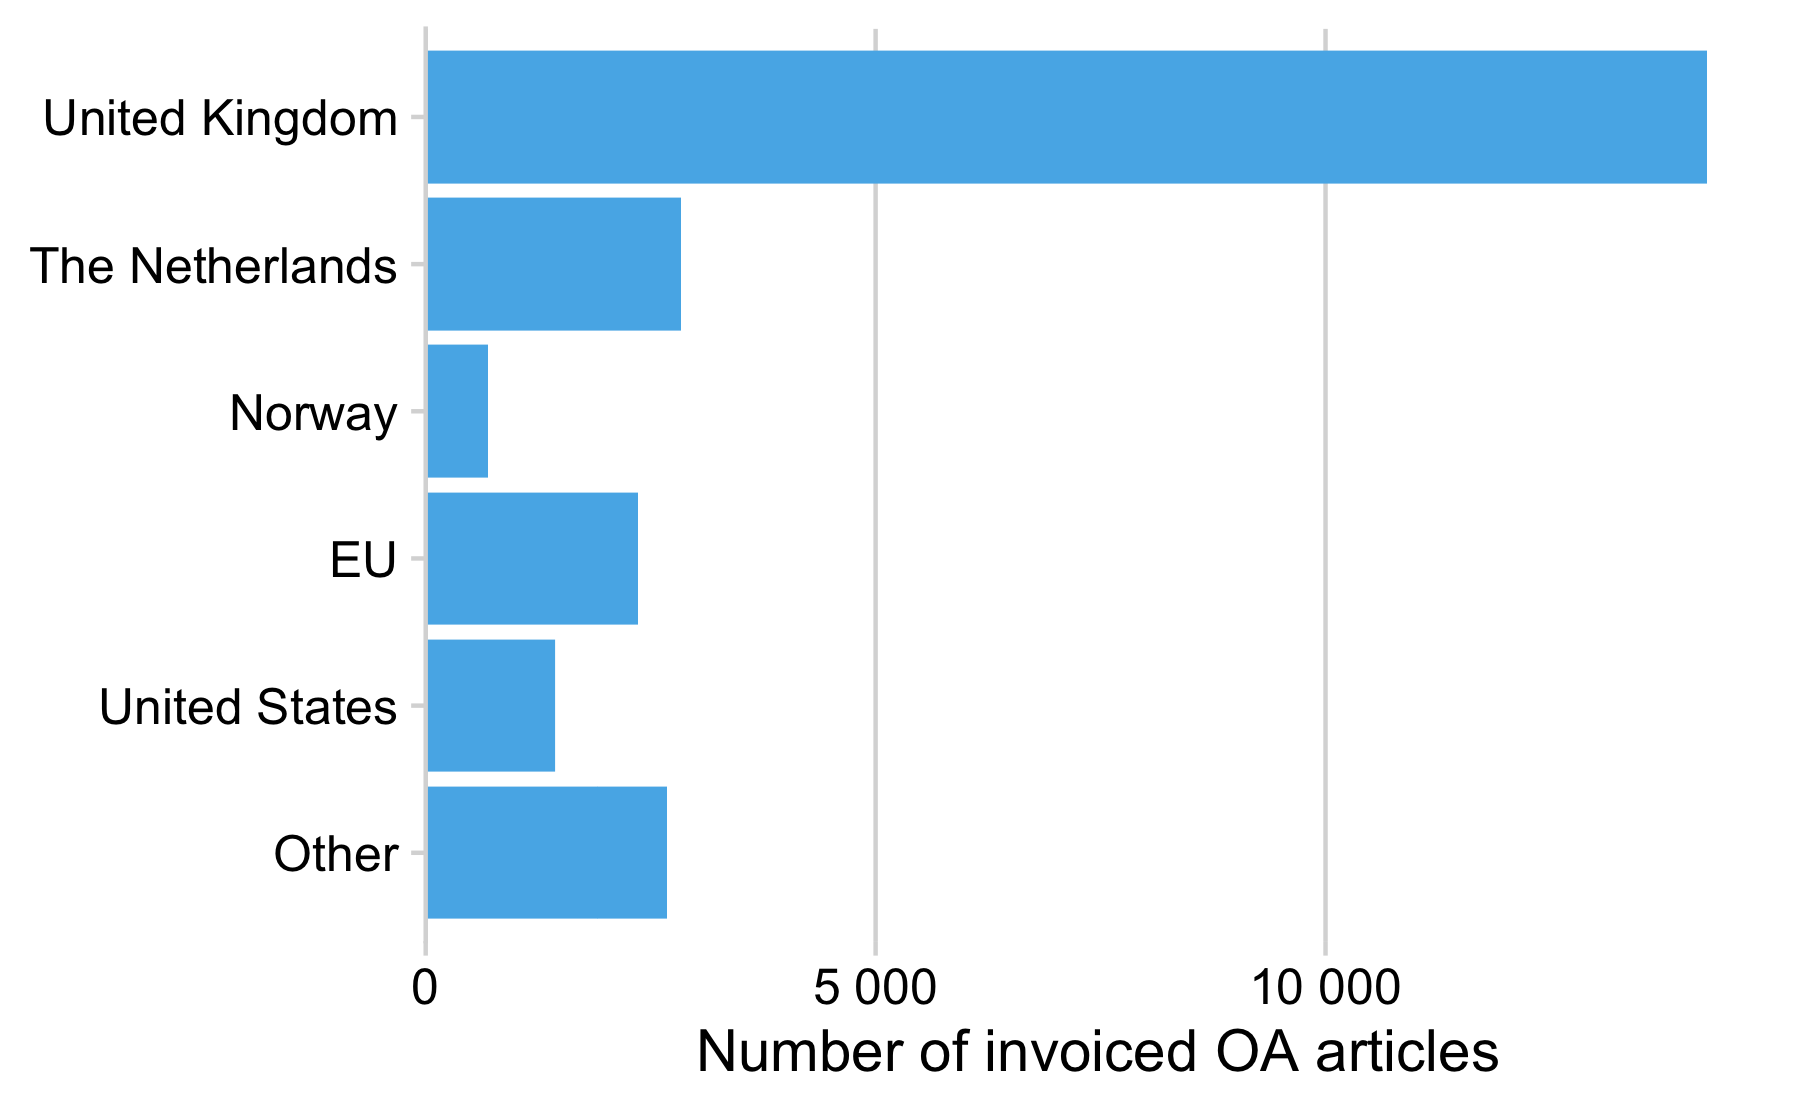 United Kingdom
The Netherlands
Norway
EU
United States
Other
0
5 000
10 000
Number of invoiced OA articles